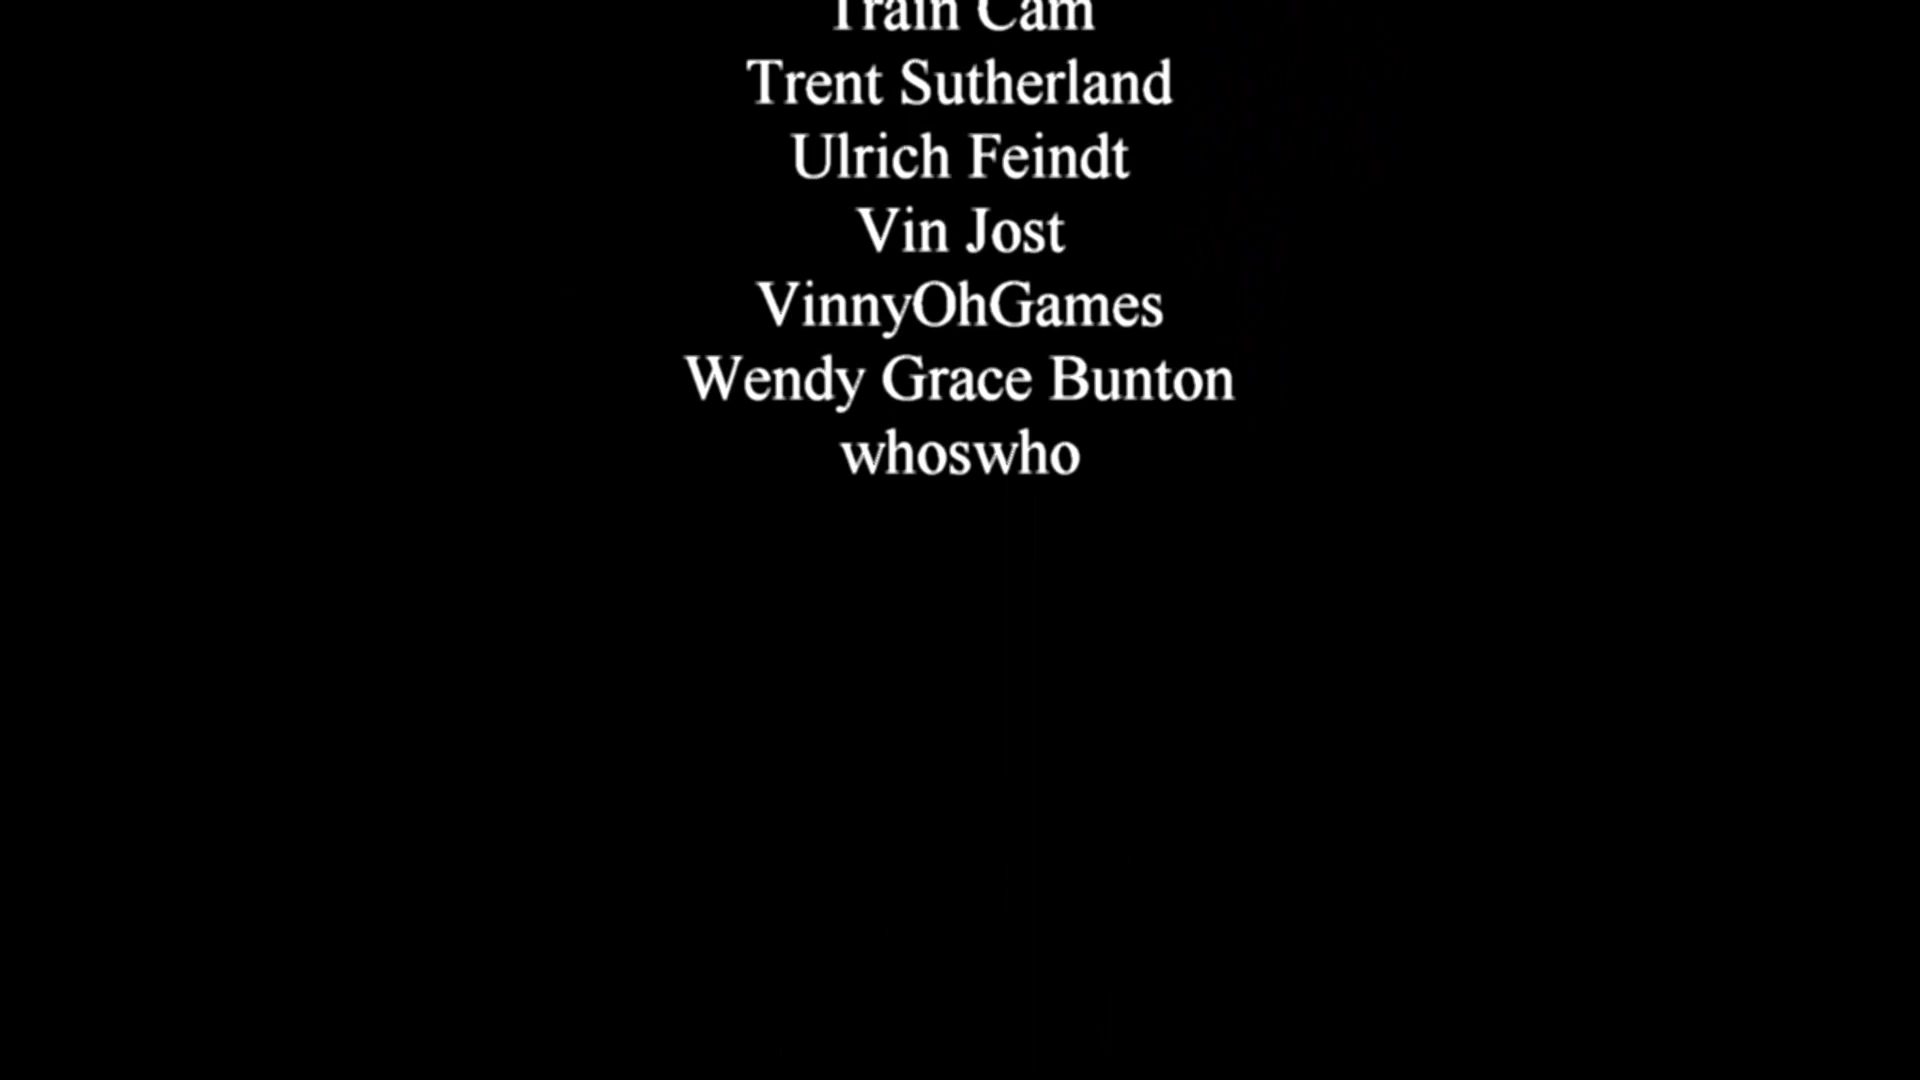 Train Cam
Trent Sutherland
Ulrich Feindt
Vin Jost
VinnyOhGames
Wendy Grace Bunton
whoswho